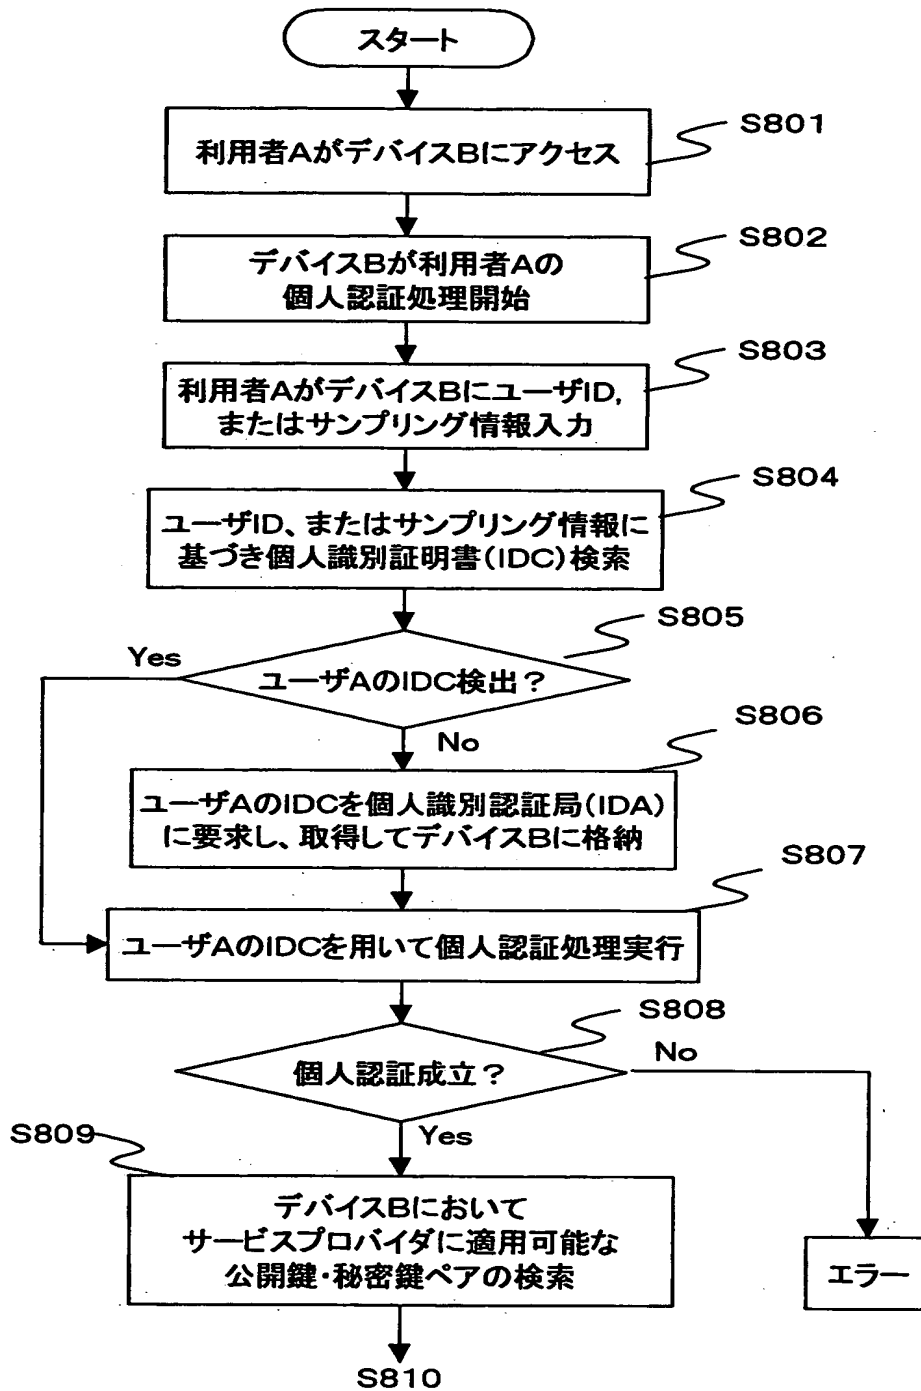 スタート
S801
利用者AがデバイスBにアクセス
S802
デバイスBが利用者Aの
個人認証処理開始
S803
利用者AがデバイスBにユーザID,
またはサンプリング情報入力
S804
ユーザID、またはサンプリング情報に
基づき個人識別証明書(IDC)検索
S805
Yes
ユーザAのIDC検出?
No
S806
ユーザAのIDCを個人識別認証局(IDA)
に要求し、取得してデバイスBに格納
S807
ユーザAのIDCを用いて個人認証処理実行
S808
個人認証成立?
No
Yes
S809
デバイスBにおいて
サービスプロバイダに適用可能な
公開鍵・秘密鍵ペアの検索
エラー
S810